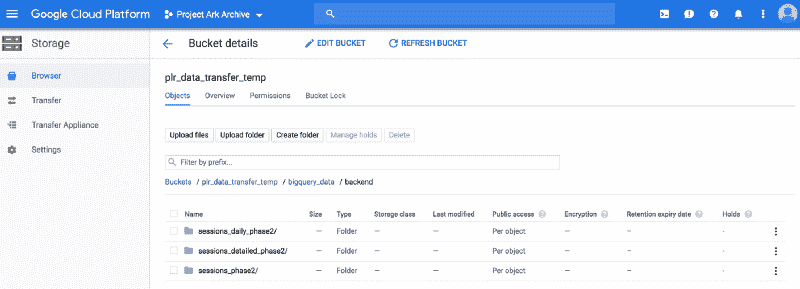 Google Cloud Platform Project Ark Archive
Storage Bucket details EDIT BUCKET REFRESH BUCKET
Browser
Transfer
Transfer Appliance
Settings
plr_data_transfer_temp
Objects Overview Permissions Bucket Lock
Upload files Upload folder Create folder Manage holds Delete
Filter by prefix...
Buckets / plr_data_transfer_temp / bigquery_data / backend
Name Size Type Storage class Last modified Public access Encryption Retention expiry date Holds
sessions_daily_phase2/ — Folder — — Per object — — -
sessions_detailed_phase2/ — Folder — — Per object — — -
sessions_phase2/ — Folder — — Per object — — -